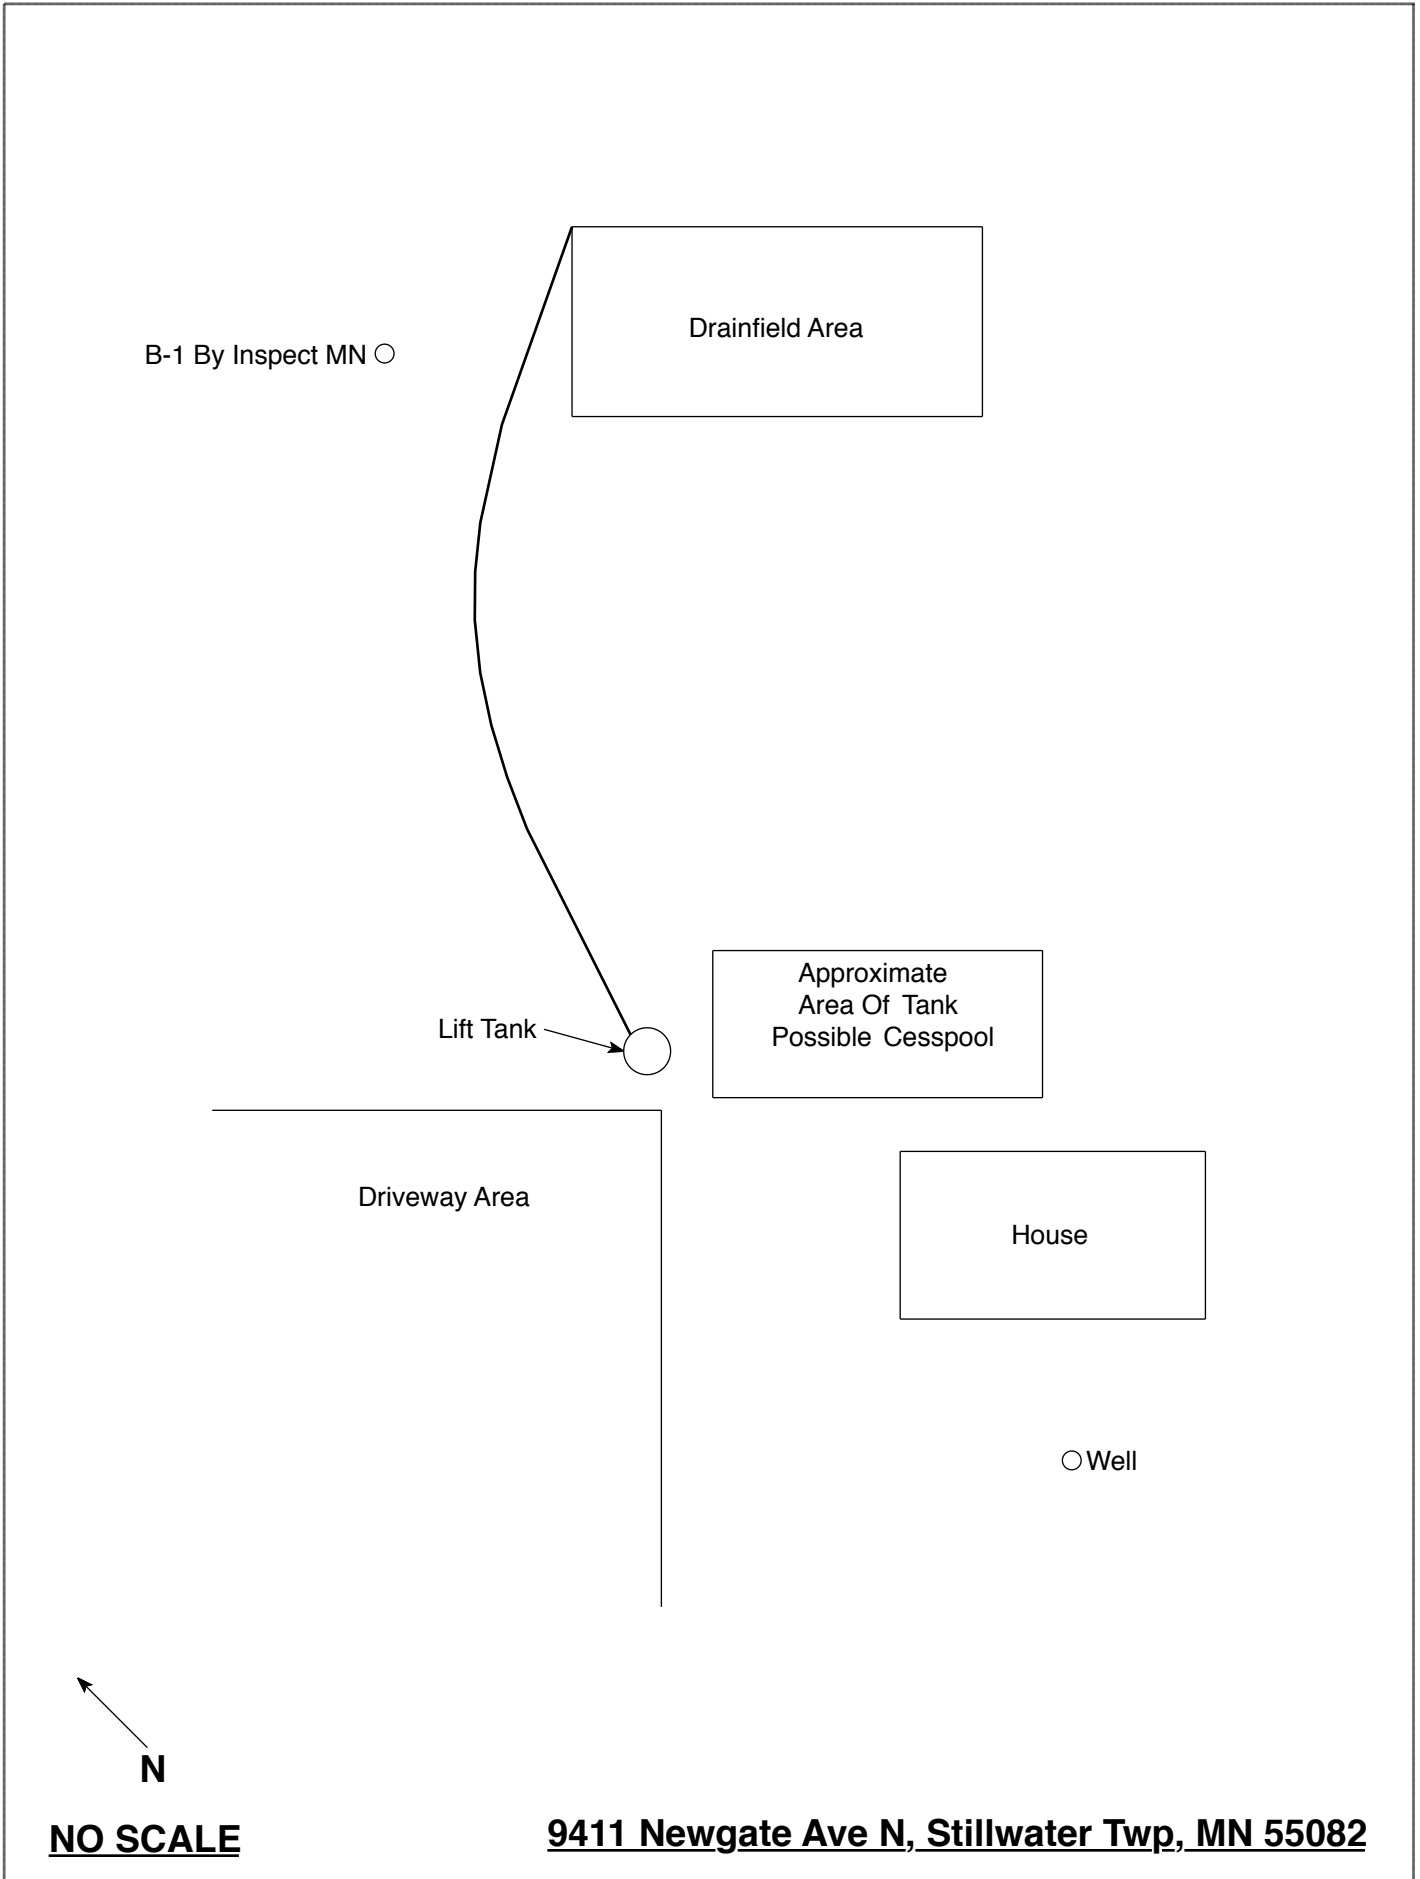 Drainfield Area
B-1 By Inspect MN
Approximate
Area Of Tank
Possible Cesspool
Lift Tank
Driveway Area
House
Well
N
NO SCALE
9411 Newgate Ave N, Stillwater Twp, MN 55082